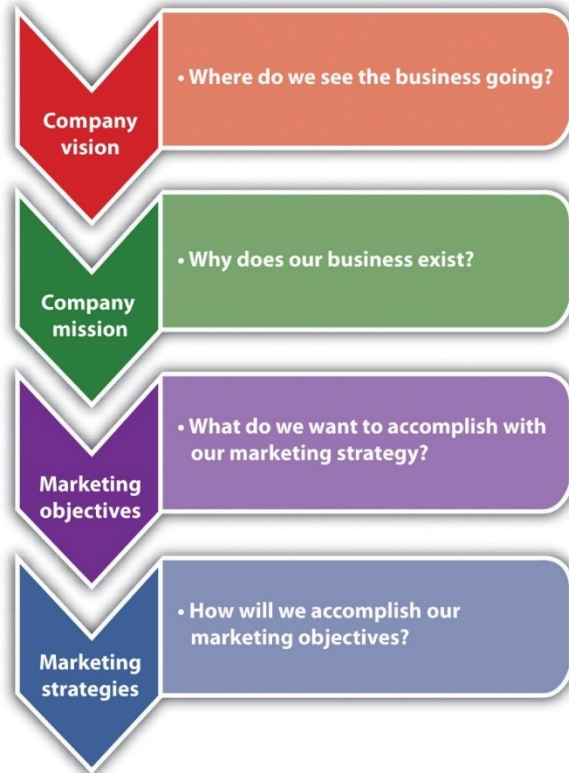 Company
vision
• Where do we see the business going?
Company
mission
• Why does our business exist?
Marketing
objectives
• What do we want to accomplish with
our marketing strategy?
Marketing
strategies
• How will we accomplish our
marketing objectives?